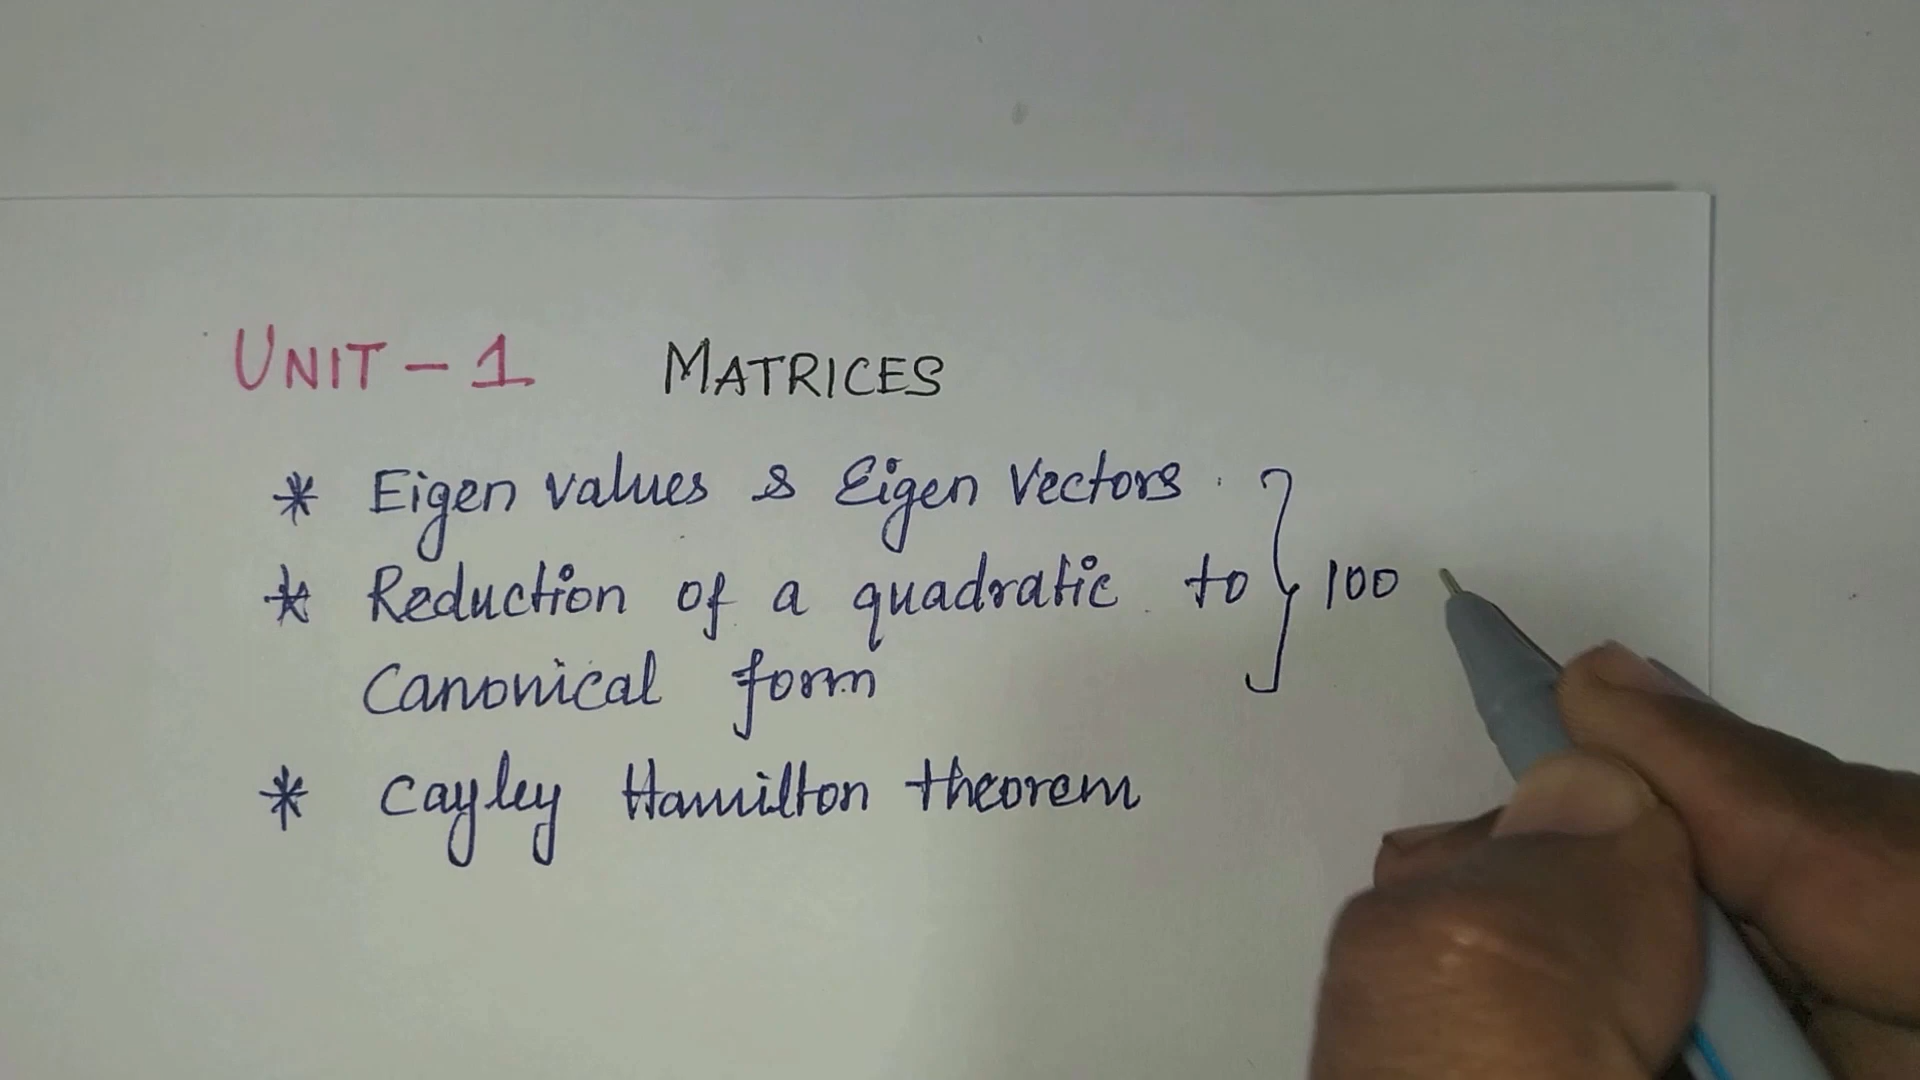 UNIT - 1 MATRICES
* Eigen values & Eigen Vectors
* Reduction of a quadratic to } 100
Canonical form
* Cayley Hamilton theorem